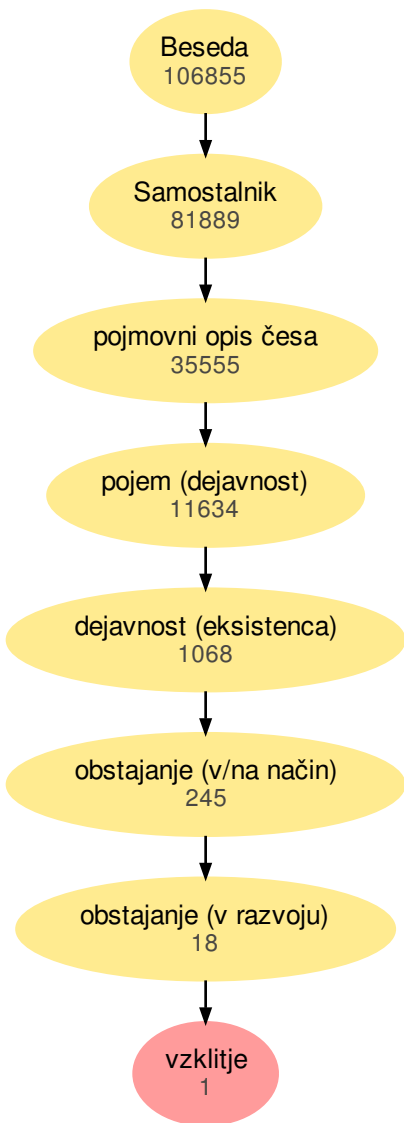 Beseda
106855
Samostalnik
81889
pojmovni opis česa
35555
pojem (dejavnost)
11634
dejavnost (eksistenca)
1068
obstajanje (v/na način)
245
obstajanje (v razvoju)
18
vzklitje
1